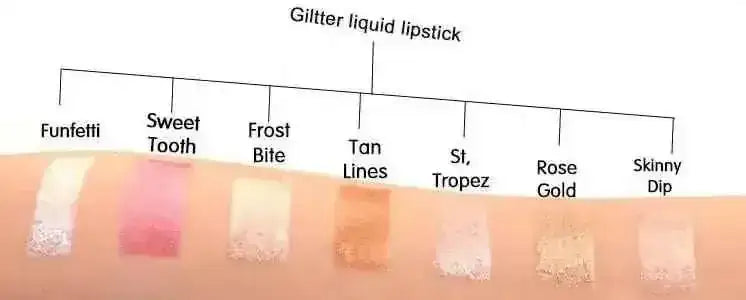 Giltter liquid lipstick
Funfetti
Sweet
Tooth
Frost
Bite
Tan
Lines
St,
Tropez
Rose
Gold
Skinny
Dip